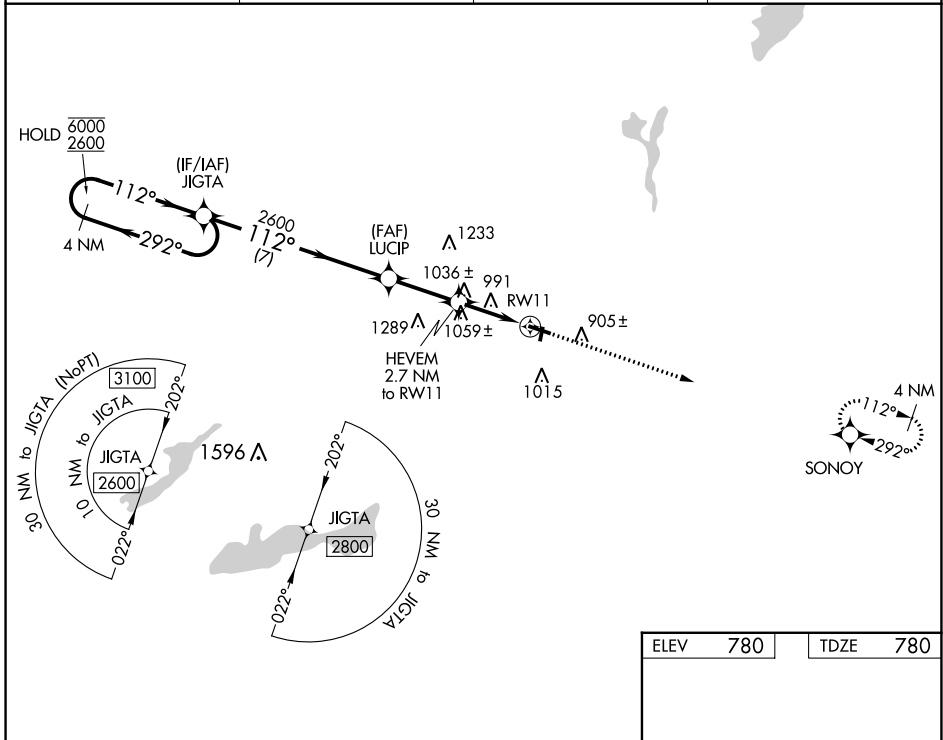 HOLD 6000
2600
112°
4 NM
292°
(IF/IAF)
JIGTA
2600
112°
(7)
(FAF)
LUCIP
1233
1036 ±
991
RW11
1289
1059 ±
905 ±
HEVEM
2.7 NM
to RW11
1015
4 NM
112°
292°
SONOY
30 NM to JIGTA (NoPT)
3100
202°
10 NM to JIGTA
JIGTA
2600
022°
1596
202°
JIGTA
2800
30 NM to JIGTA
022°
ELEV 780
TDZE 780